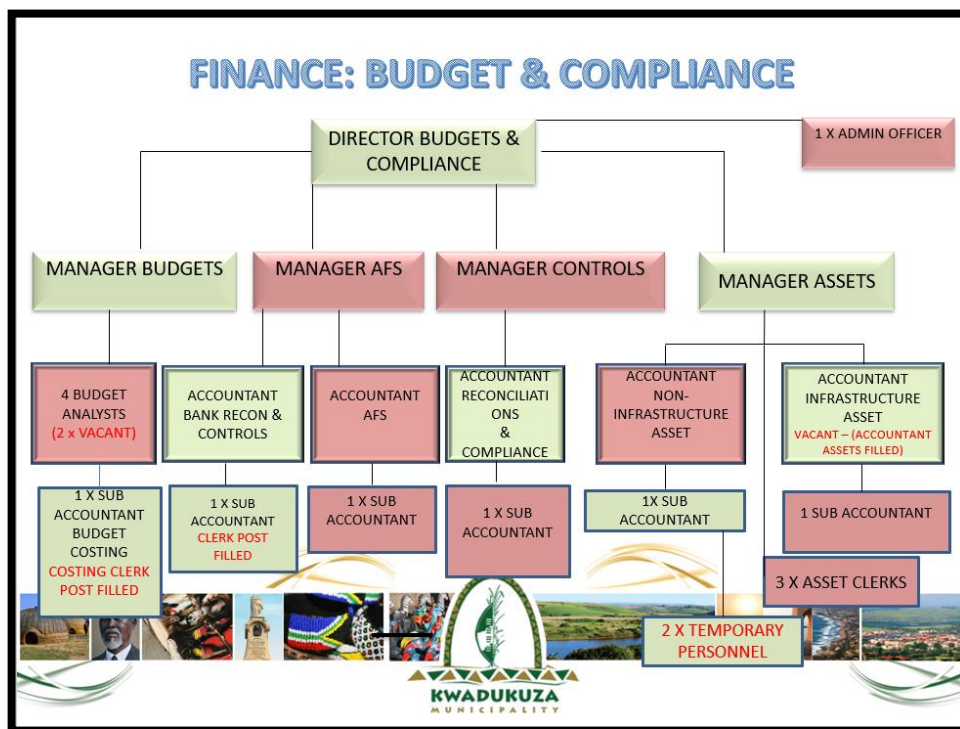 FINANCE: BUDGET & COMPLIANCE
DIRECTOR BUDGETS &
COMPLIANCE
1 X ADMIN OFFICER
MANAGER BUDGETS
MANAGER AFS
MANAGER CONTROLS
MANAGER ASSETS
4 BUDGET
ANALYSTS
(2 x VACANT)
ACCOUNTANT
BANK RECON &
CONTROLS
ACCOUNTANT
AFS
ACCOUNTANT
RECONCILIATI
ONS
&
COMPLIANCE
ACCOUNTANT
NON-
INFRASTRUCTURE
ASSET
ACCOUNTANT
INFRASTRUCTURE
ASSET
VACANT – (ACCOUNTANT
ASSETS FILLED)
1 X SUB
ACCOUNTANT
BUDGET
COSTING
COSTING CLERK
POST FILLED
1 X SUB
ACCOUNTANT
CLERK POST
FILLED
1 X SUB
ACCOUNTANT
1 X SUB
ACCOUNTANT
1X SUB
ACCOUNTANT
1 SUB ACCOUNTANT
3 X ASSET CLERKS
2 X TEMPORARY
PERSONNEL
KWADUKUZA
MUNICIPALITY